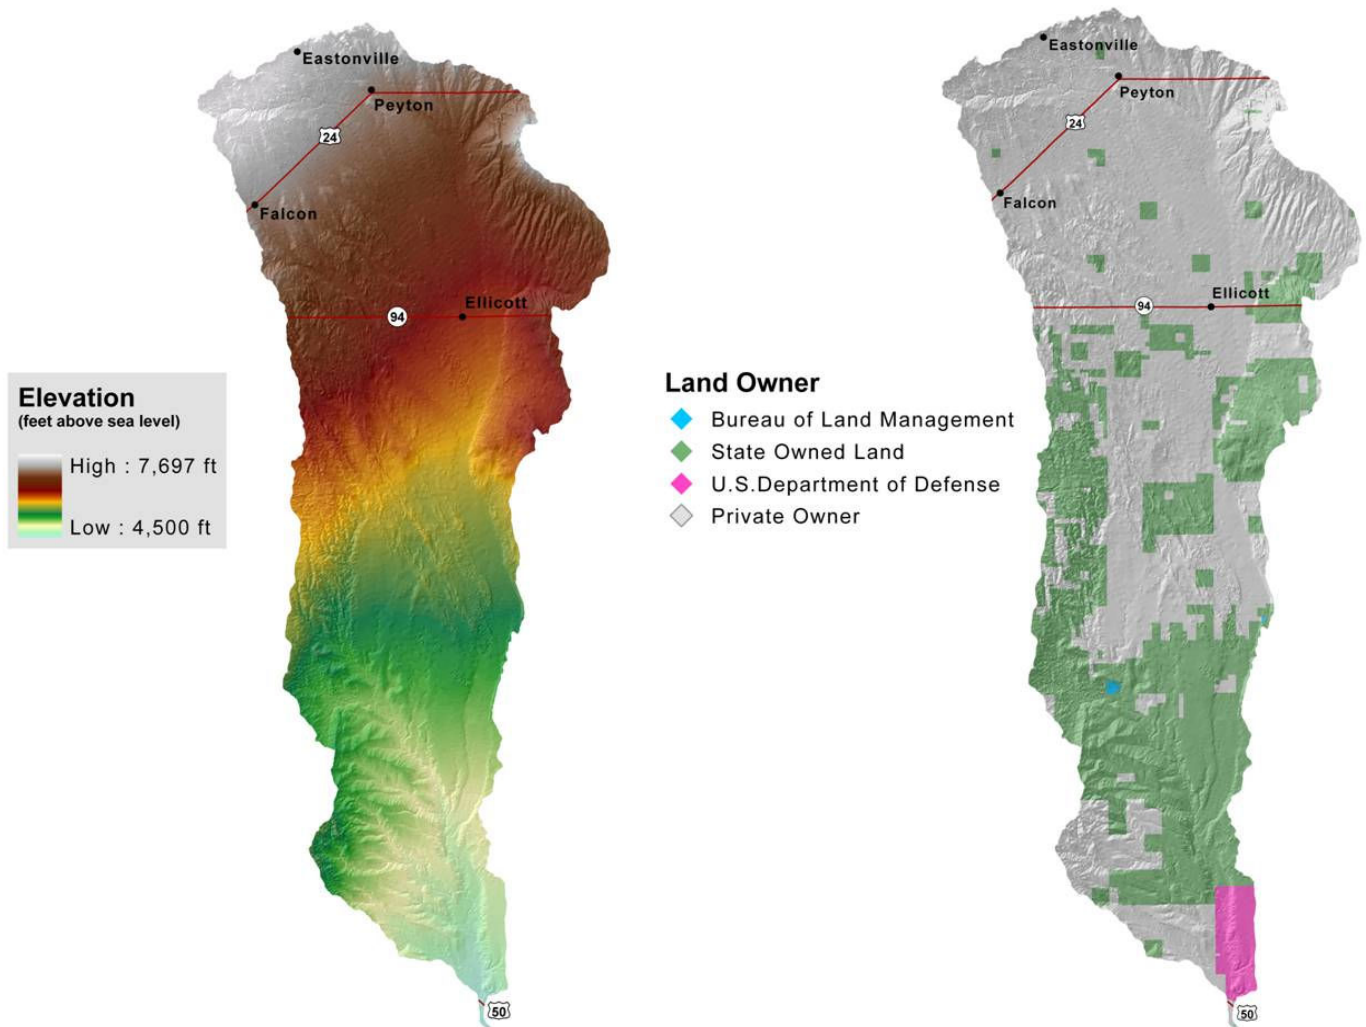 Eastonville
Peyton
24
Falcon
Ellicott
94
Elevation
(feet above sea level)
High : 7,697 ft
Low : 4,500 ft
50
Eastonville
Peyton
24
Falcon
Ellicott
94
Land Owner
Bureau of Land Management
State Owned Land
U.S.Department of Defense
Private Owner
50